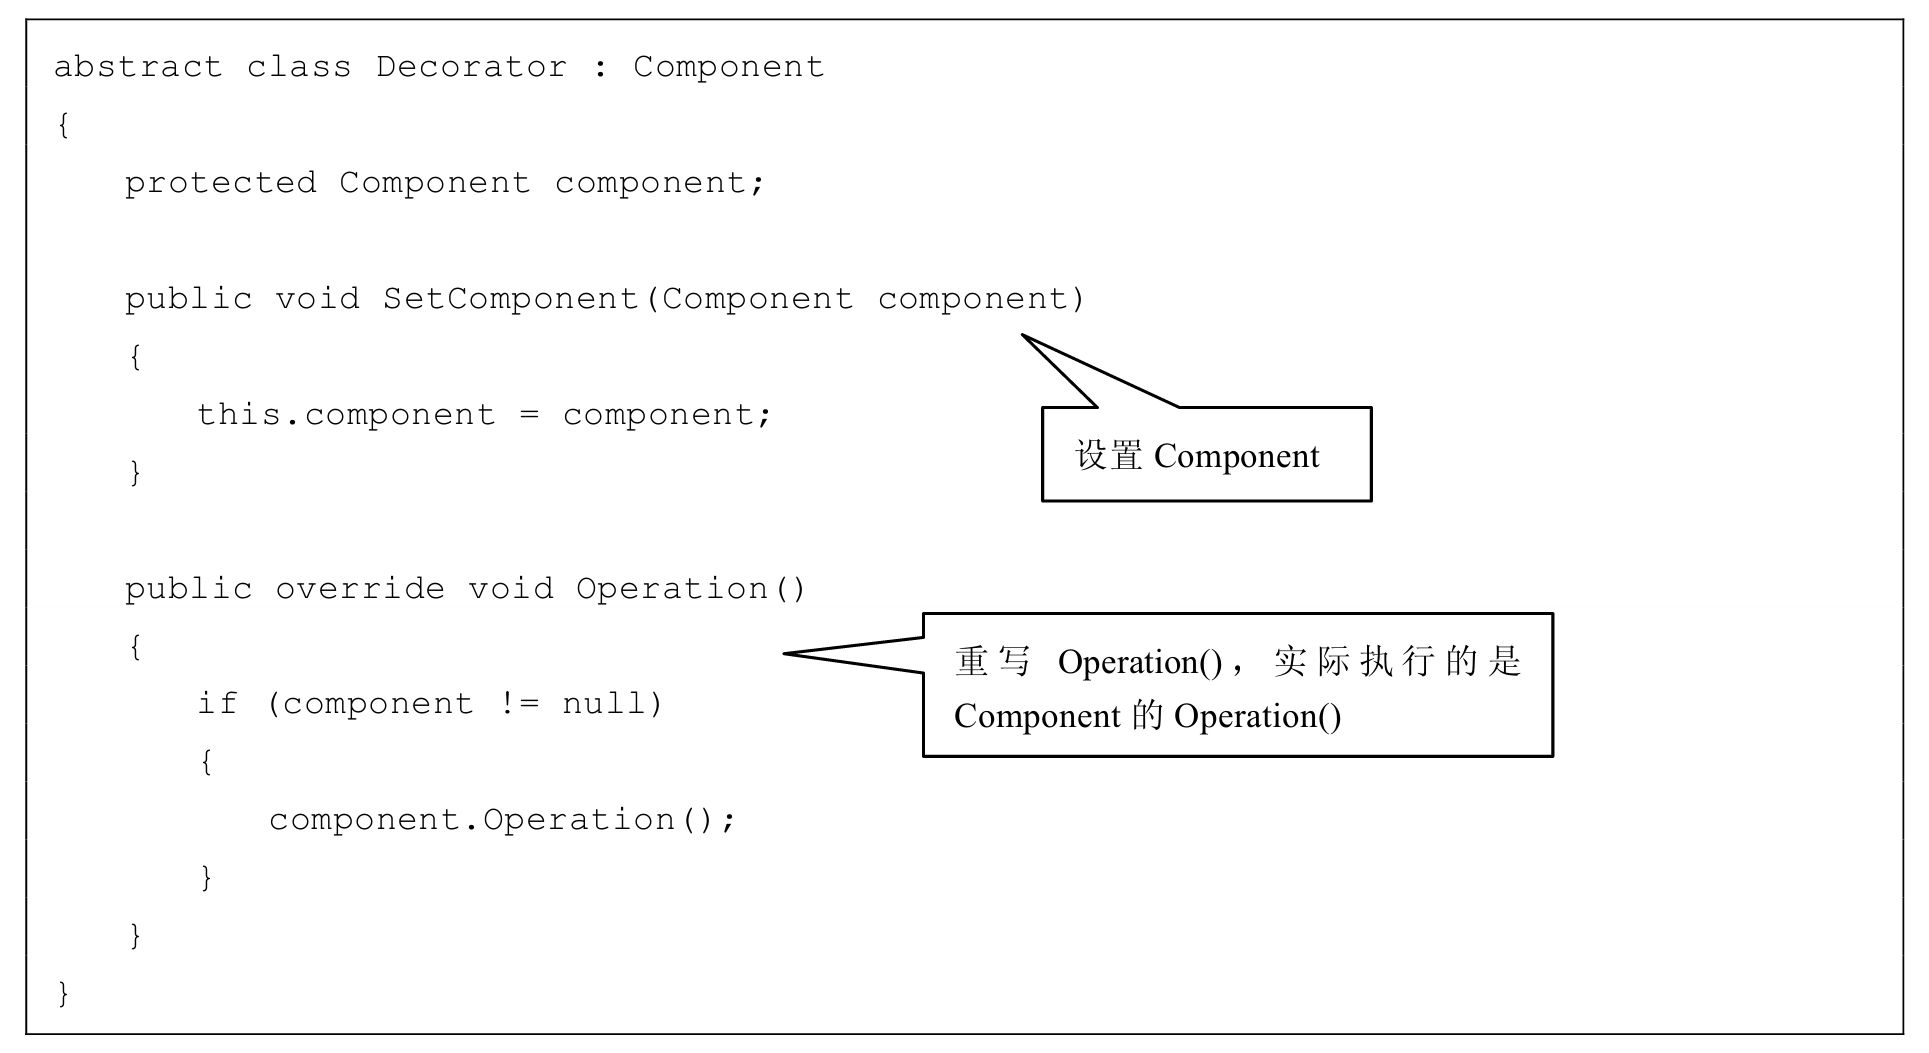 abstract class Decorator : Component
{
protected Component component;
public void SetComponent(Component component)
{
this.component = component;
}
设置 Component
public override void Operation()
{
重写 Operation()，实际执行的是
Component 的 Operation()
if (component != null)
{
component.Operation();
}
}
}